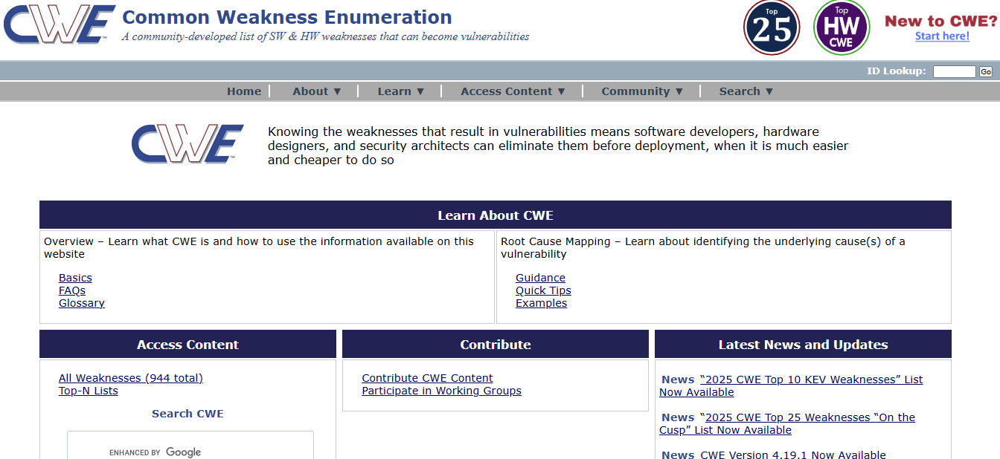 CWE™ Common Weakness Enumeration
A community-developed list of SW & HW weaknesses that can become vulnerabilities
Top
25
Top
HW
CWE
New to CWE?
Start here!
ID Lookup: Go
Home About ▼ Learn ▼ Access Content ▼ Community ▼ Search ▼
CWE™
Knowing the weaknesses that result in vulnerabilities means software developers, hardware
designers, and security architects can eliminate them before deployment, when it is much easier
and cheaper to do so
Learn About CWE
Overview – Learn what CWE is and how to use the information available on this
website
Basics
FAQs
Glossary
Root Cause Mapping – Learn about identifying the underlying cause(s) of a
vulnerability
Guidance
Quick Tips
Examples
Access Content
All Weaknesses (944 total)
Top-N Lists
Search CWE
ENHANCED BY Google
Contribute
Contribute CWE Content
Participate in Working Groups
Latest News and Updates
News “2025 CWE Top 10 KEV Weaknesses” List
Now Available
News “2025 CWE Top 25 Weaknesses “On the
Cusp” List Now Available
News CWE Version 4.19.1 Now Available